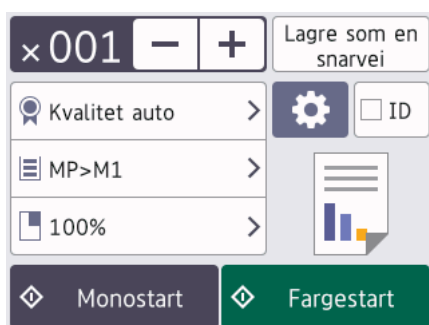 ×001 − +
Lagre som en
snarvei
Kvalitet auto
ID
MP>M1
100%
Monostart
Fargestart